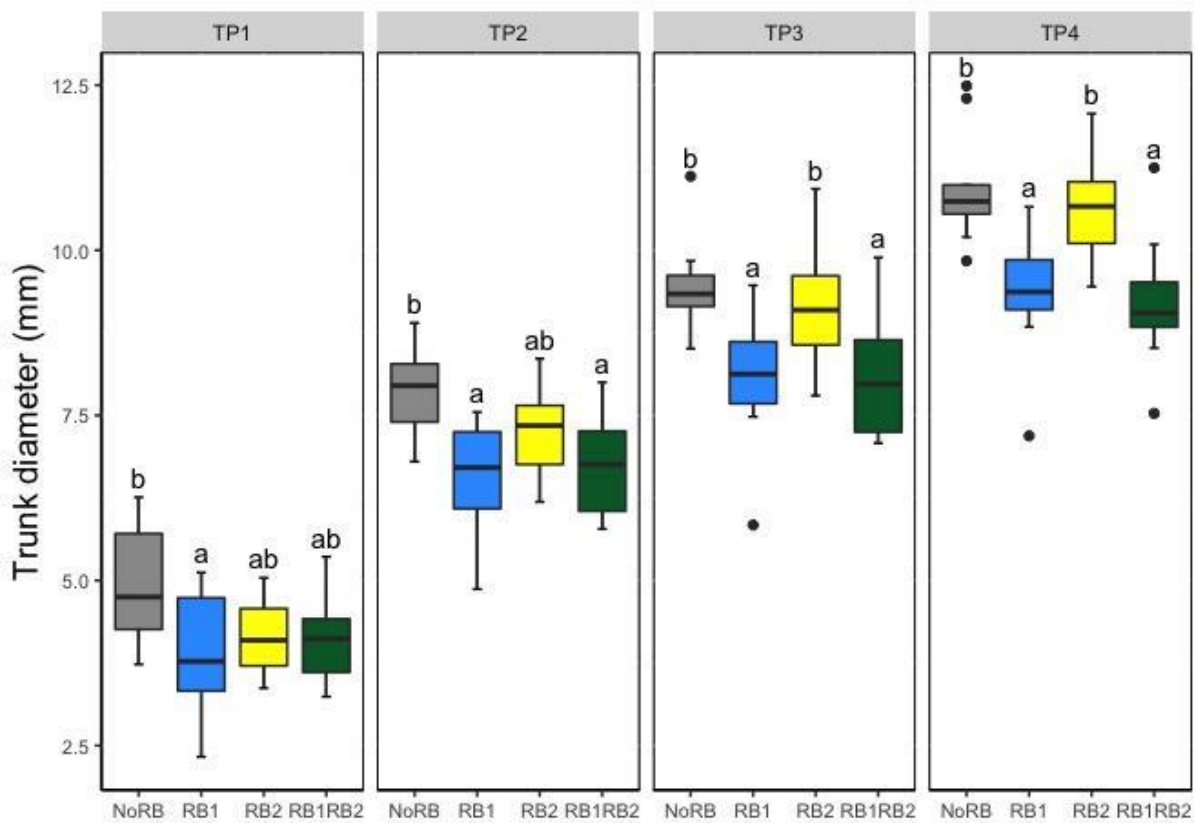 TP1 TP2 TP3 TP4
Trunk diameter (mm)
12.5
10.0
7.5
5.0
2.5
b a ab ab
b a ab a
b a b a
b a b a
NoRB RB1 RB2 RB1RB2 NoRB RB1 RB2 RB1RB2 NoRB RB1 RB2 RB1RB2 NoRB RB1 RB2 RB1RB2